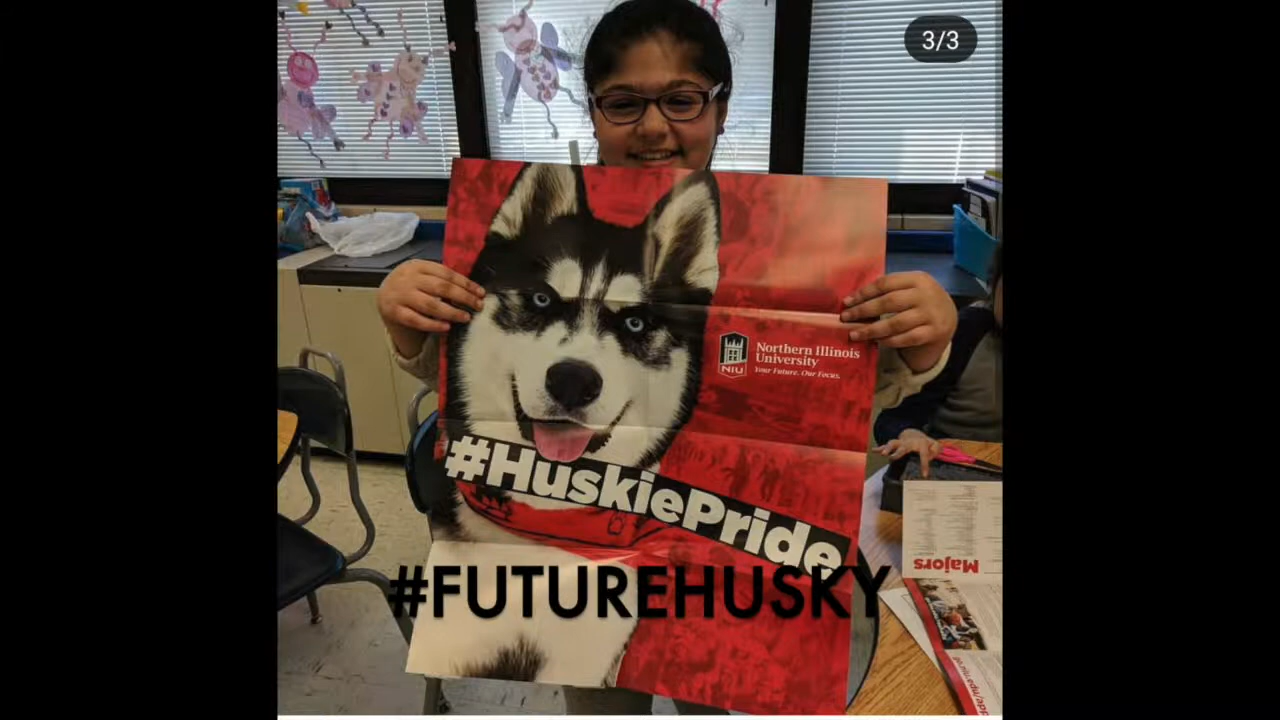 3/3
Northern Illinois
University
NIU
Your Future. Our Focus.
#HuskiePride
#FUTUREHUSKY
Majors